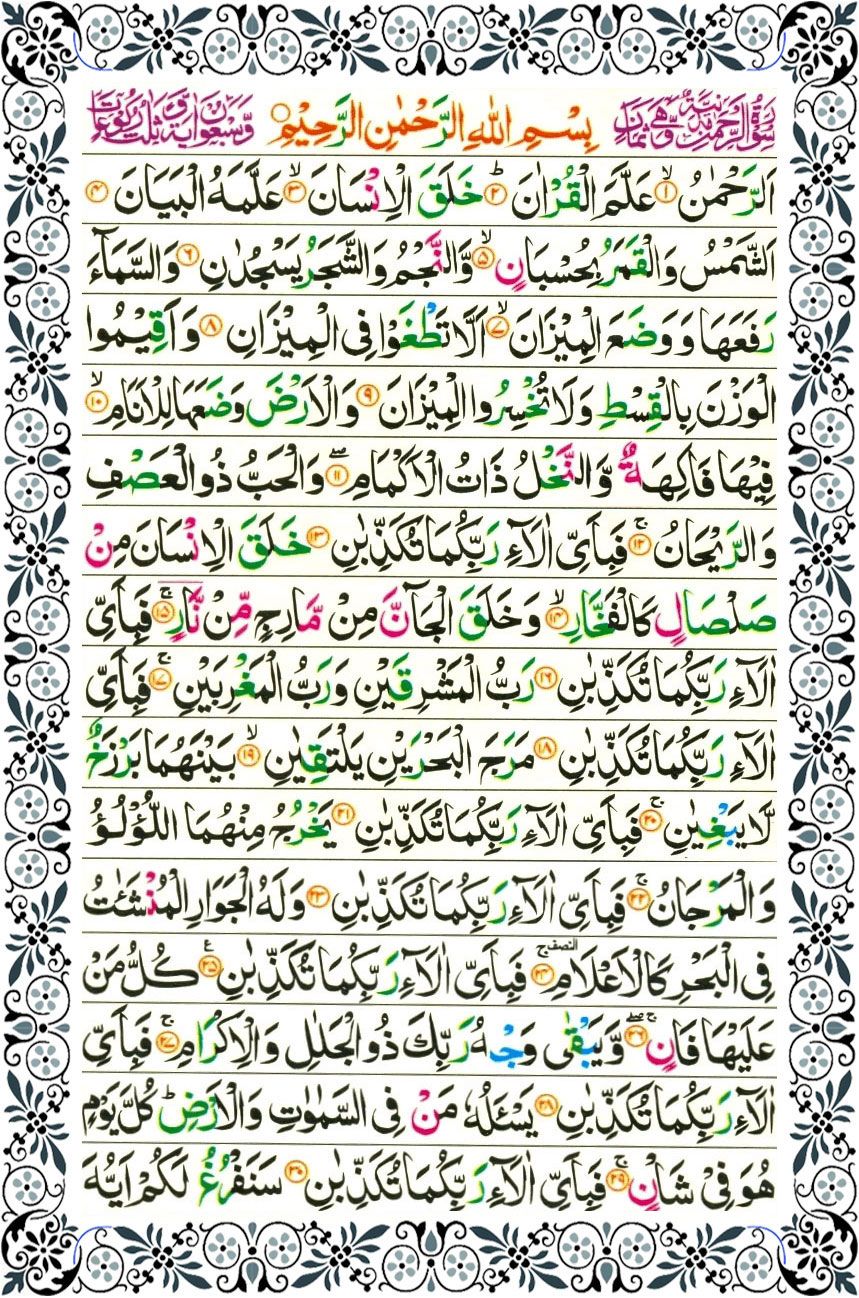 سُوْرَةُ الرَّحْمٰنِ مَدَنِيَّةٌ وَّهِيَ ثَمَانٌ بِسْمِ اللهِ الرَّحْمٰنِ الرَّحِيْمِ○ وَّسَبْعُوْنَ اٰيَةً وَّثَلٰثُ رُكُوْعَاتٍ
اَلرَّحْمٰنُ ۙ﴿۱﴾ عَلَّمَ الْقُرْاٰنَ ؕ﴿۲﴾ خَلَقَ الْاِنْسَانَ ۙ﴿۳﴾ عَلَّمَهُ الْبَيَانَ ﴿۴﴾
اَلشَّمْسُ وَالْقَمَرُ بِحُسْبَانٍ ۙ﴿۵﴾ وَّالنَّجْمُ وَالشَّجَرُ يَسْجُدٰنِ ﴿۶﴾ وَالسَّمَآءَ
رَفَعَهَا وَوَضَعَ الْمِيْزَانَ ۙ﴿۷﴾ اَلَّا تَطْغَوْا فِى الْمِيْزَانِ ﴿۸﴾ وَاَقِيْمُوا
الْوَزْنَ بِالْقِسْطِ وَلَا تُخْسِرُوا الْمِيْزَانَ ﴿۹﴾ وَالْاَرْضَ وَضَعَهَا لِلْاَنَامِ ۙ﴿۱۰﴾
فِيْهَا فَاكِهَةٌ وَّالنَّخْلُ ذَاتُ الْاَكْمَامِ ۖ﴿۱۱﴾ وَالْحَبُّ ذُو الْعَصْفِ
وَالرَّيْحَانُ ۚ﴿۱۲﴾ فَبِاَىِّ اٰلَآءِ رَبِّكُمَا تُكَذِّبٰنِ ﴿۱۳﴾ خَلَقَ الْاِنْسَانَ مِنْ
صَلْصَالٍ كَالْفَخَّارِ ۙ﴿۱۴﴾ وَخَلَقَ الْجَآنَّ مِنْ مَّارِجٍ مِّنْ نَّارٍ ۚ﴿۱۵﴾ فَبِاَىِّ
اٰلَآءِ رَبِّكُمَا تُكَذِّبٰنِ ﴿۱۶﴾ رَبُّ الْمَشْرِقَيْنِ وَرَبُّ الْمَغْرِبَيْنِ ۚ﴿۱۷﴾ فَبِاَىِّ
اٰلَآءِ رَبِّكُمَا تُكَذِّبٰنِ ﴿۱۸﴾ مَرَجَ الْبَحْرَيْنِ يَلْتَقِيٰنِ ۙ﴿۱۹﴾ بَيْنَهُمَا بَرْزَخٌ
لَّا يَبْغِيٰنِ ۚ﴿۲۰﴾ فَبِاَىِّ اٰلَآءِ رَبِّكُمَا تُكَذِّبٰنِ ﴿۲۱﴾ يَخْرُجُ مِنْهُمَا اللُّؤْلُؤُ
وَالْمَرْجَانُ ۚ﴿۲۲﴾ فَبِاَىِّ اٰلَآءِ رَبِّكُمَا تُكَذِّبٰنِ ﴿۲۳﴾ وَلَهُ الْجَوَارِ الْمُنْشَئٰتُ
فِى الْبَحْرِ كَالْاَعْلَامِ ۚ﴿۲۴﴾ النصف فَبِاَىِّ اٰلَآءِ رَبِّكُمَا تُكَذِّبٰنِ ﴿۲۵﴾ ع كُلُّ مَنْ
عَلَيْهَا فَانٍ ۚۖ﴿۲۶﴾ وَّيَبْقٰى وَجْهُ رَبِّكَ ذُو الْجَلٰلِ وَالْاِكْرَامِ ۚ﴿۲۷﴾ فَبِاَىِّ
اٰلَآءِ رَبِّكُمَا تُكَذِّبٰنِ ﴿۲۸﴾ يَسْئَلُهٗ مَنْ فِى السَّمٰوٰتِ وَالْاَرْضِ ؕ كُلَّ يَوْمٍ
هُوَ فِىْ شَاْنٍ ۚ﴿۲۹﴾ فَبِاَىِّ اٰلَآءِ رَبِّكُمَا تُكَذِّبٰنِ ﴿۳۰﴾ سَنَفْرُغُ لَكُمْ اَيُّهَ